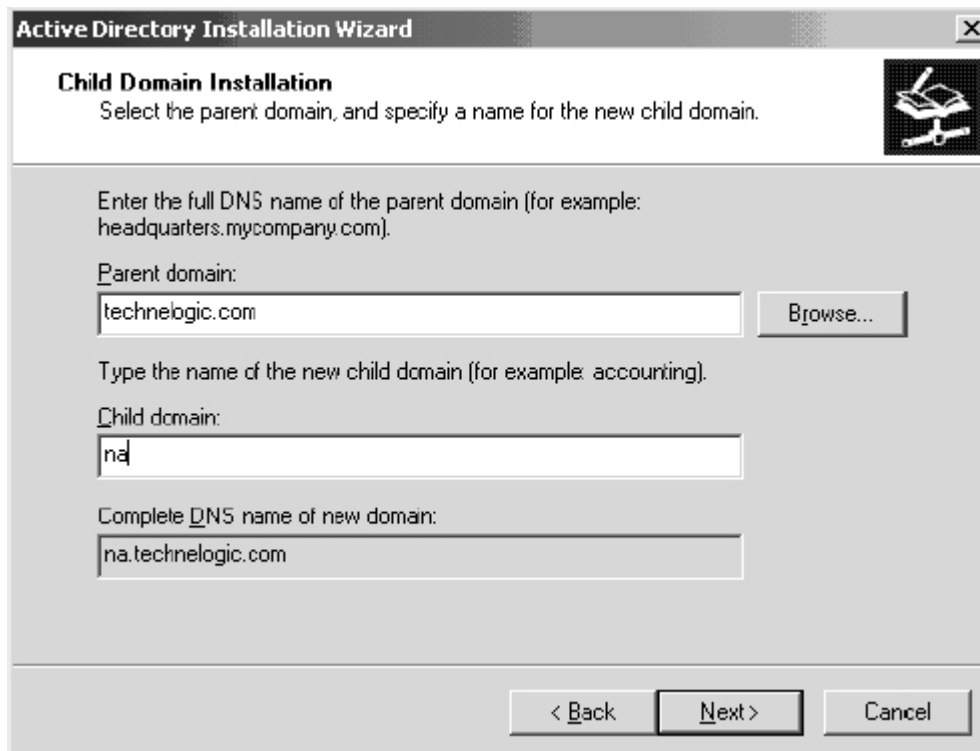 Active Directory Installation Wizard
Child Domain Installation
Select the parent domain, and specify a name for the new child domain.
Enter the full DNS name of the parent domain (for example:
headquarters.mycompany.com).
Parent domain:
technelogic.com
Browse...
Type the name of the new child domain (for example: accounting).
Child domain:
na
Complete DNS name of new domain:
na.technelogic.com
< Back
Next >
Cancel